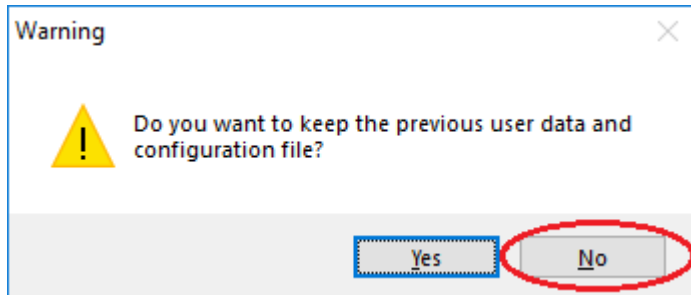 Warning
Do you want to keep the previous user data and
configuration file?
Yes
No